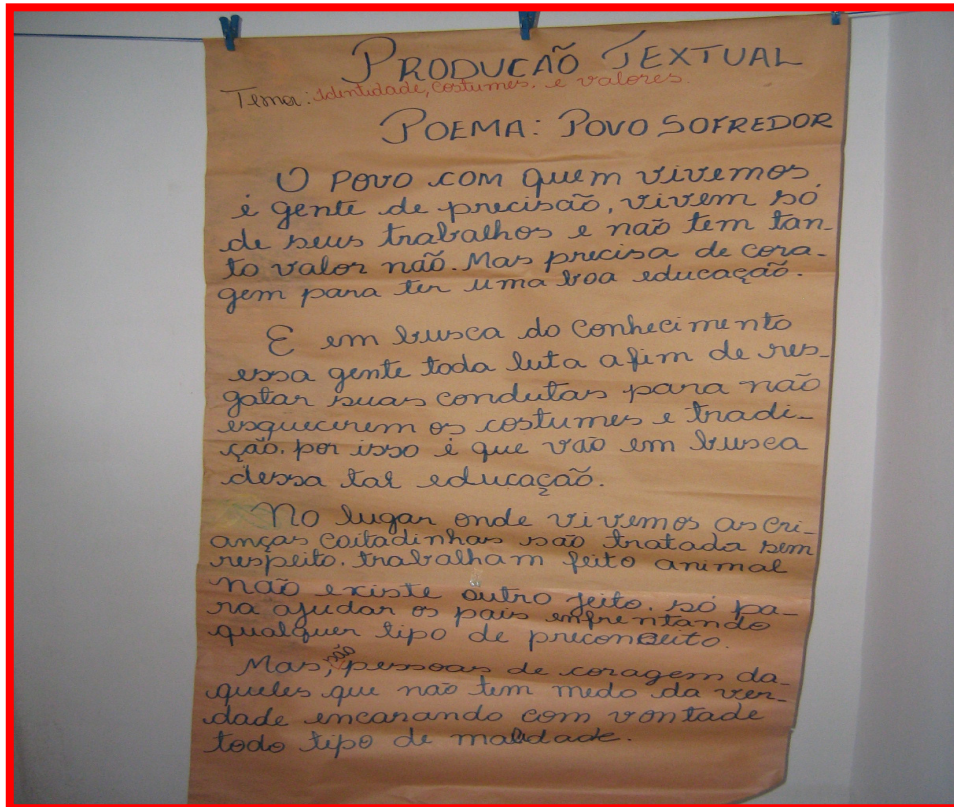 PRODUCÃO TEXTUAL
Tema: Identidade, costumes. e valores.
POEMA: POVO SOFREDOR
O povo com quem vivemos
é gente de precisão, vivem só
de seus trabalhos e não tem tan-
to valor não. Mas precisa de cora-
gem para ter uma boa educação.
E em busca do conhecimento
essa gente toda luta afim de res-
gatar suas condutas para não
esquecerem os costumes e tradi-
ção. por isso é que vão em busca
dessa tal educação.
No lugar onde vivemos as cri-
anças coitadinhas são tratada sem
respeito. trabalham feito animal
não existe outro jeito. só pa-
ra ajudar os pais enfrentando
qualquer tipo de preconceito.
Mas, são pessoas de coragem da-
queles que não tem medo da ver-
dade encarando com vontade
todo tipo de maldade.